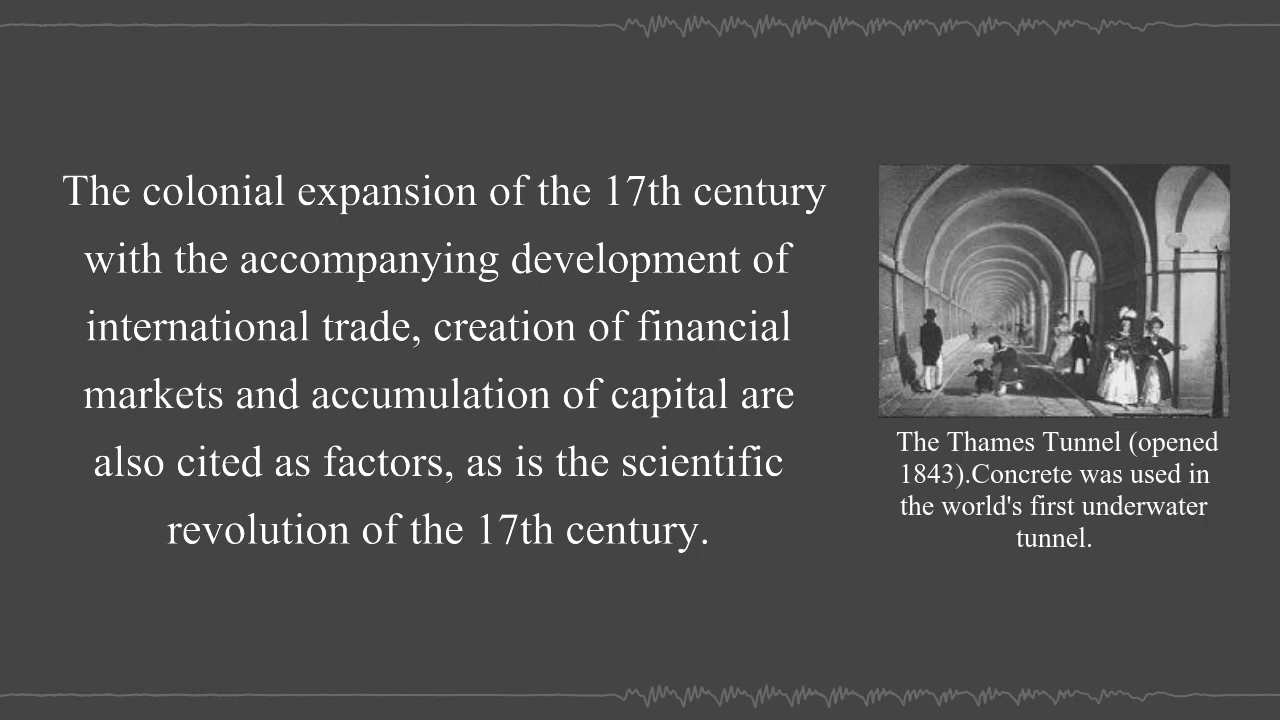 The colonial expansion of the 17th century
with the accompanying development of
international trade, creation of financial
markets and accumulation of capital are
also cited as factors, as is the scientific
revolution of the 17th century.
The Thames Tunnel (opened
1843).Concrete was used in
the world's first underwater
tunnel.